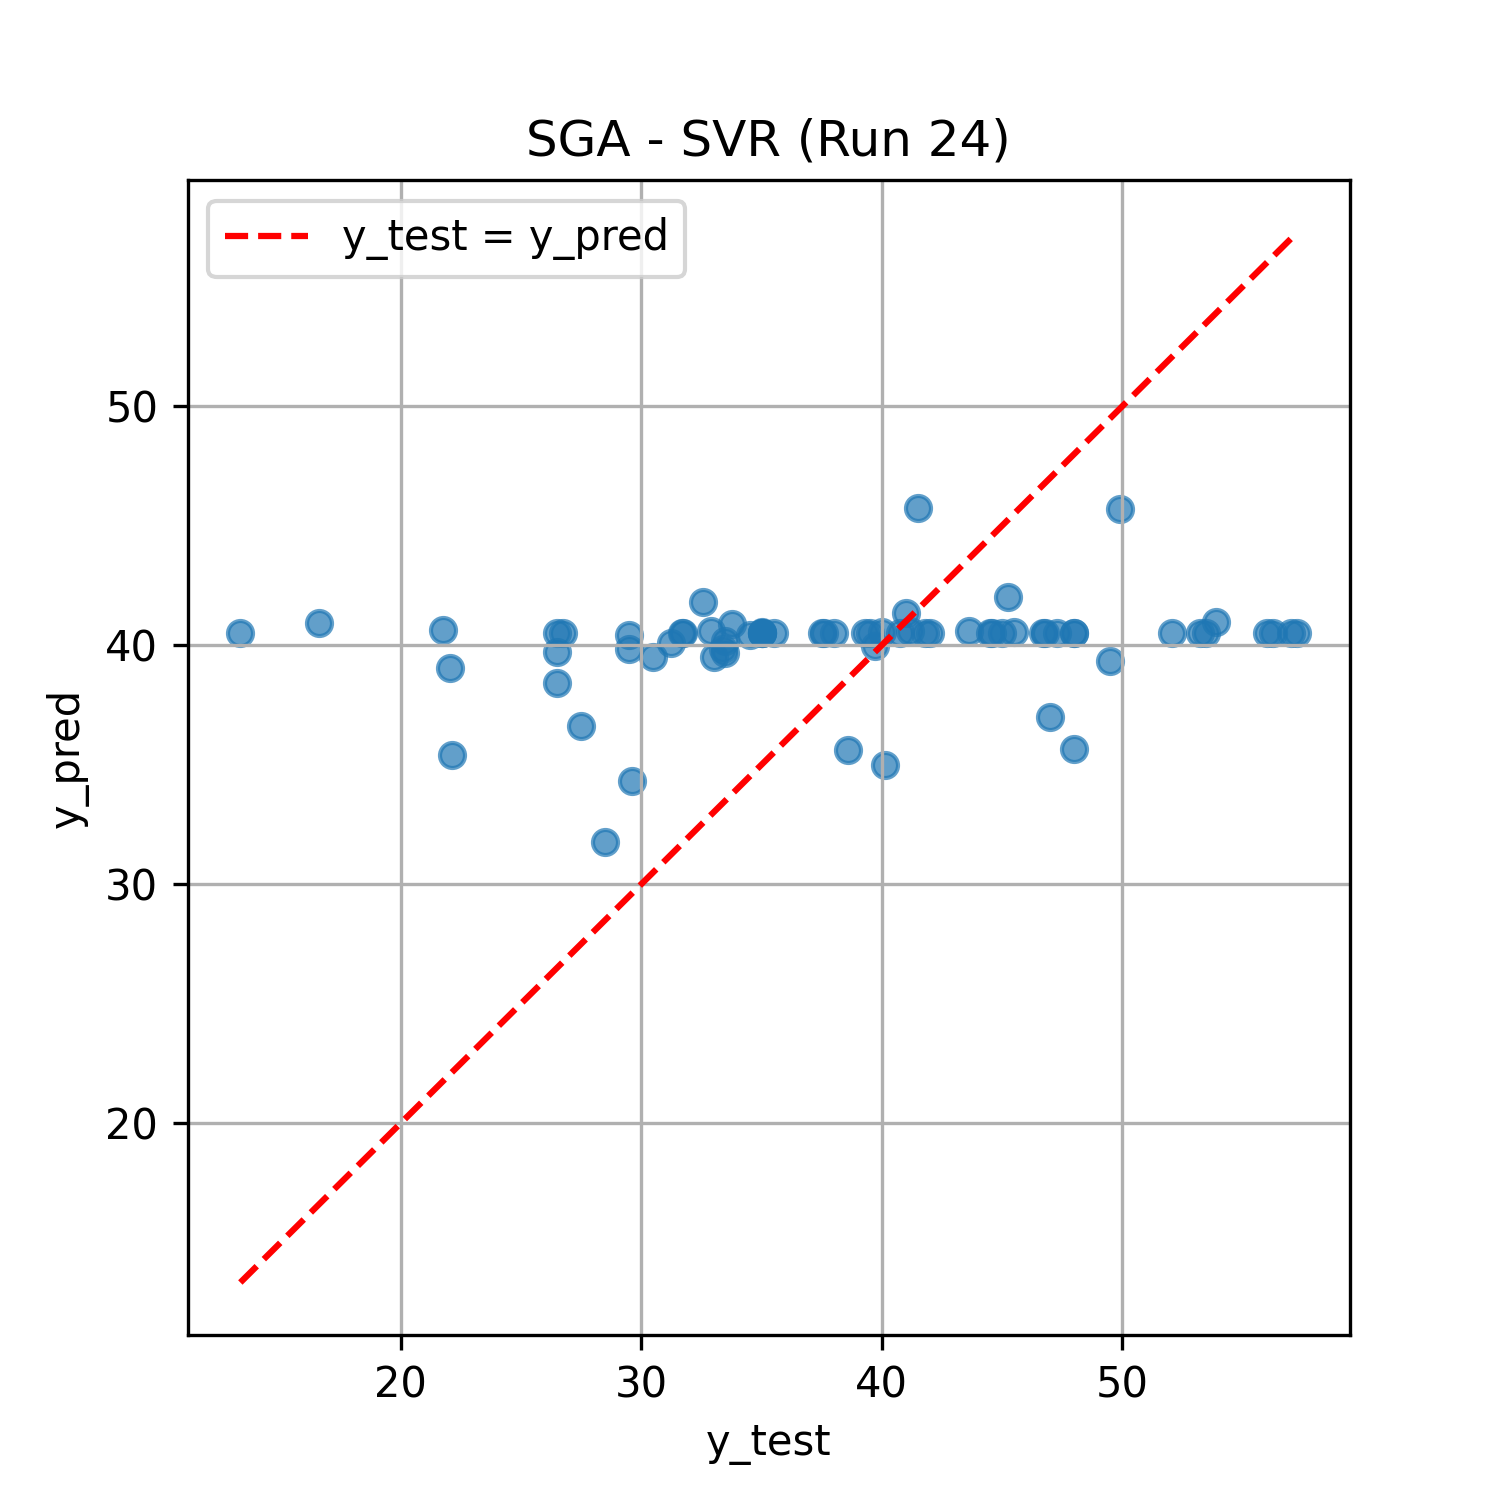 SGA - SVR (Run 24)
y_test = y_pred
50
40
30
20
y_pred
20 30 40 50
y_test